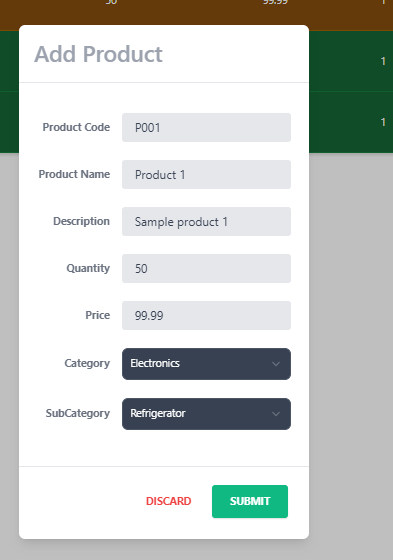 50 99.99 1
Add Product
1
Product Code P001
1
Product Name Product 1
Description Sample product 1
Quantity 50
Price 99.99
Category Electronics
SubCategory Refrigerator
DISCARD SUBMIT